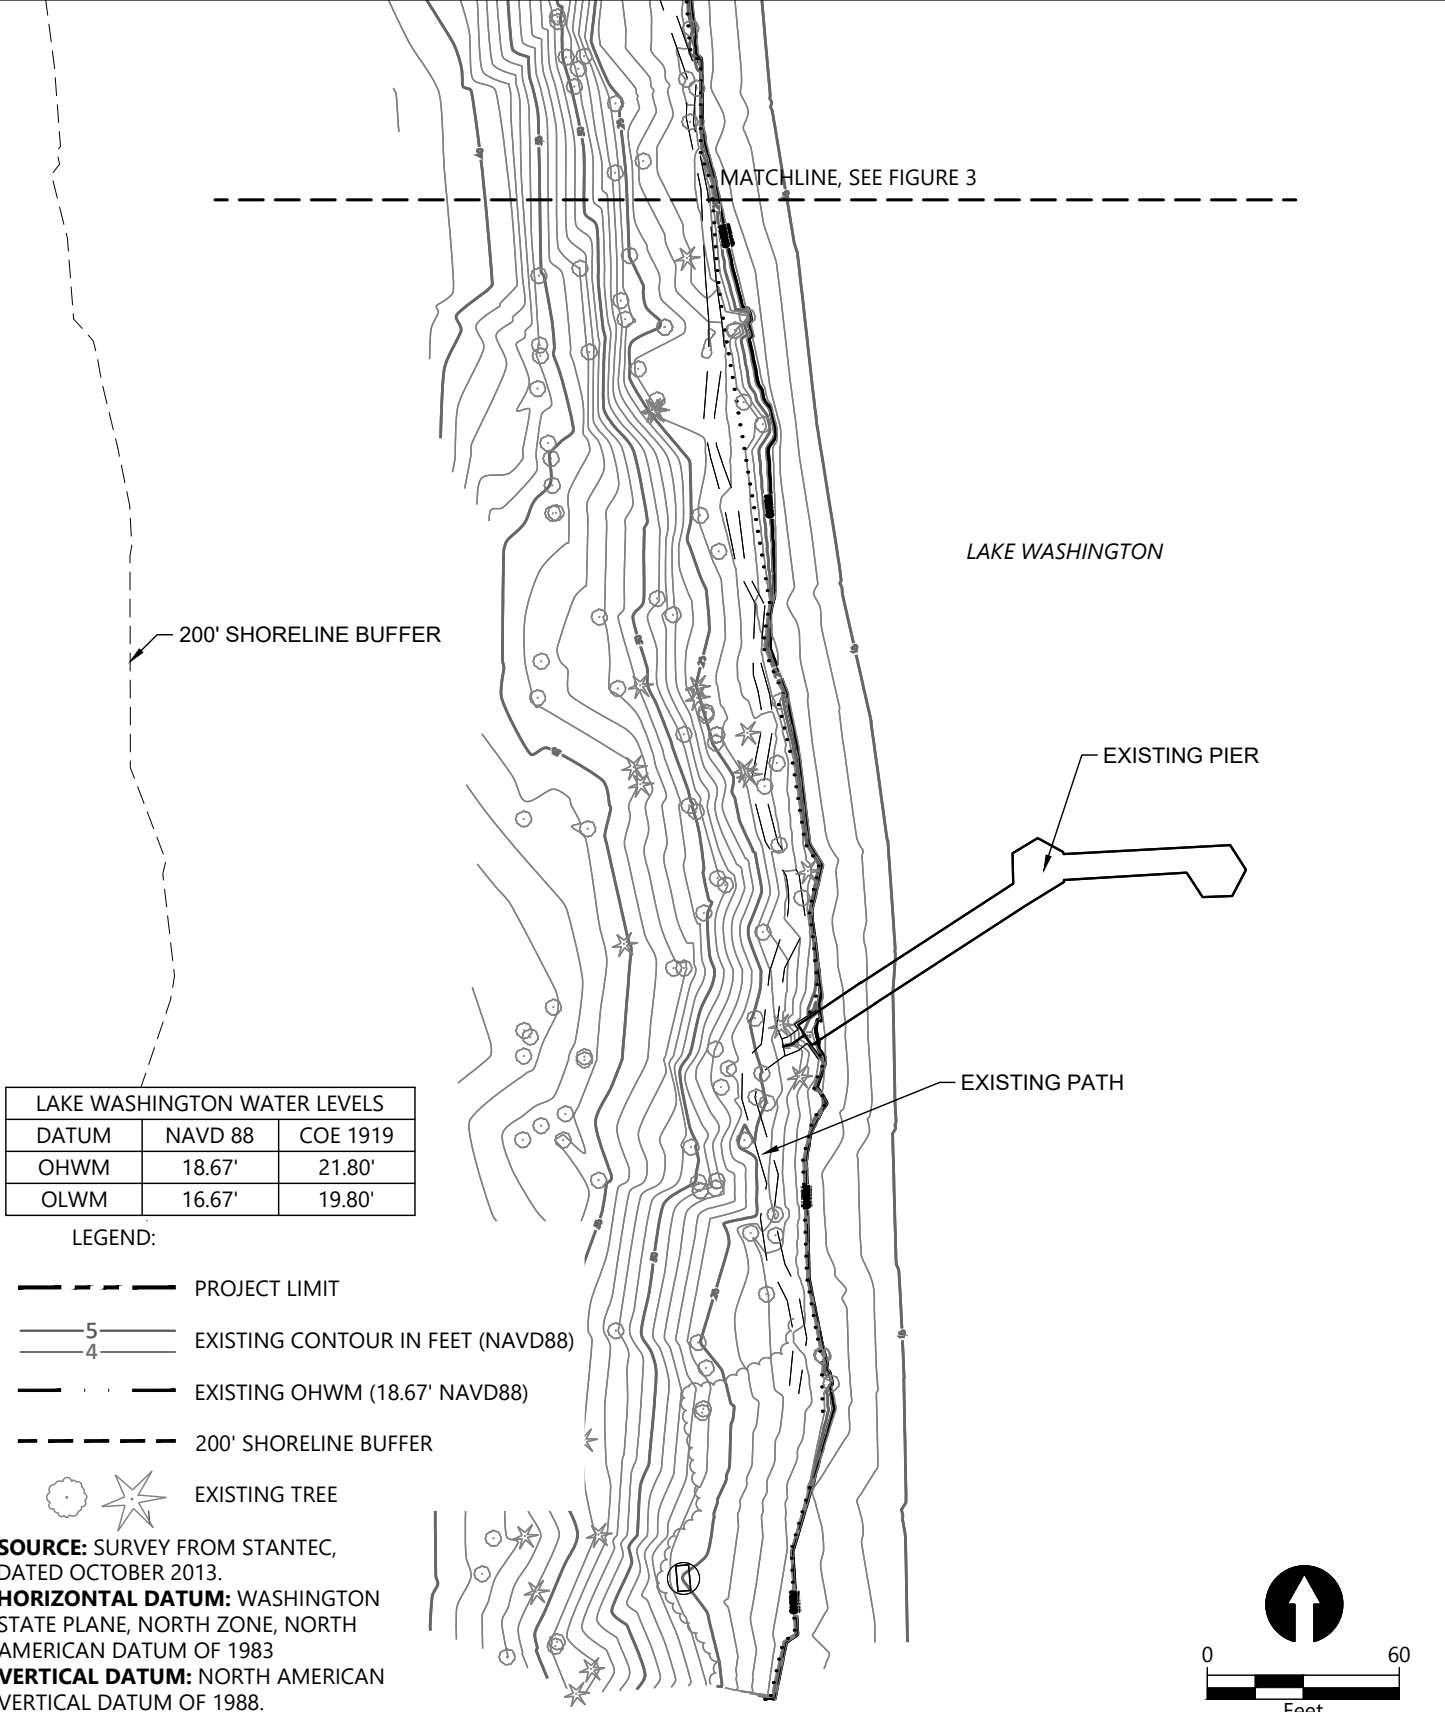 MATCHLINE, SEE FIGURE 3
LAKE WASHINGTON
200' SHORELINE BUFFER
EXISTING PIER
EXISTING PATH
LAKE WASHINGTON WATER LEVELS
DATUM NAVD 88 COE 1919
OHWM 18.67' 21.80'
OLWM 16.67' 19.80'
LEGEND:
PROJECT LIMIT
5
4
EXISTING CONTOUR IN FEET (NAVD88)
EXISTING OHWM (18.67' NAVD88)
200' SHORELINE BUFFER
EXISTING TREE
SOURCE: SURVEY FROM STANTEC,
DATED OCTOBER 2013.
HORIZONTAL DATUM: WASHINGTON
STATE PLANE, NORTH ZONE, NORTH
AMERICAN DATUM OF 1983
VERTICAL DATUM: NORTH AMERICAN
VERTICAL DATUM OF 1988.
0 60
Feet